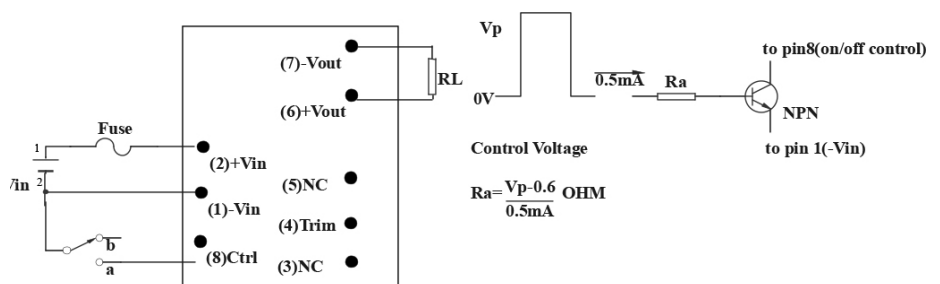 (7)-Vout
RL
(6)+Vout
Fuse
1
(2)+Vin
2
(5)NC
(1)-Vin
(4)Trim
b
(8)Ctrl
a
(3)NC
Vp
0V
0.5mA
Ra
to pin8(on/off control)
NPN
to pin 1(-Vin)
Control Voltage
Ra=Vp-0.6 OHM
0.5mA